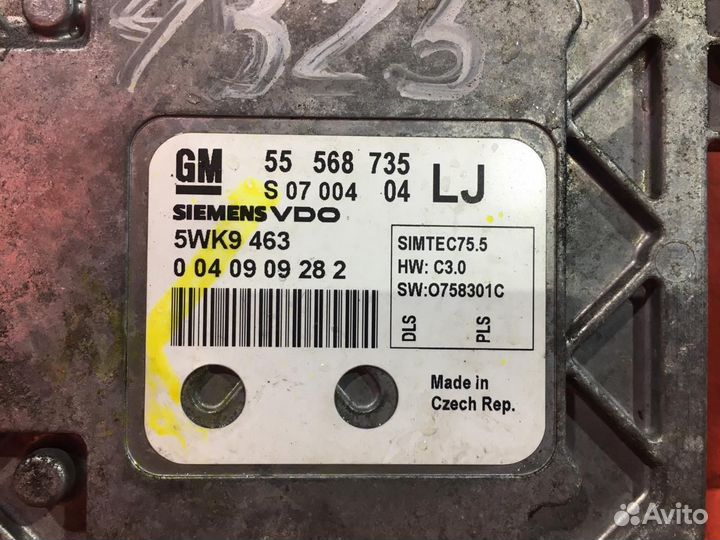 4323
GM 55 568 735
S 07 004 04 LJ
SIEMENS VDO
5WK9 463
0 04 09 09 28 2
SIMTEC75.5
HW: C3.0
SW:O758301C
DLS PLS
Made in
Czech Rep.
Avito